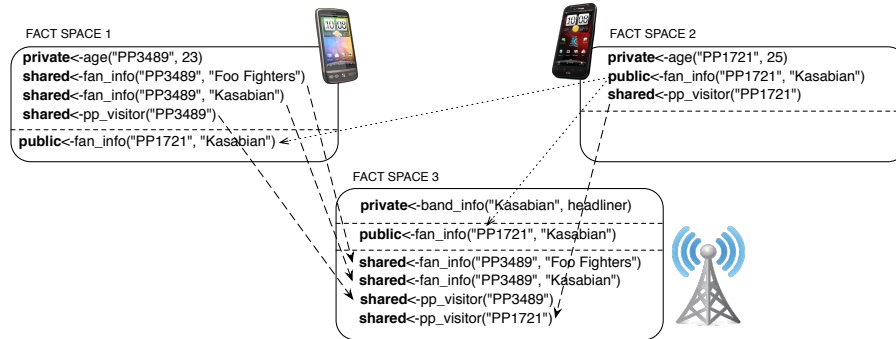 FACT SPACE 1
private<-age("PP3489", 23)
shared<-fan_info("PP3489", "Foo Fighters")
shared<-fan_info("PP3489", "Kasabian")
shared<-pp_visitor("PP3489")
public<-fan_info("PP1721", "Kasabian")
FACT SPACE 2
private<-age("PP1721", 25)
public<-fan_info("PP1721", "Kasabian")
shared<-pp_visitor("PP1721")
FACT SPACE 3
private<-band_info("Kasabian", headliner)
public<-fan_info("PP1721", "Kasabian")
shared<-fan_info("PP3489", "Foo Fighters")
shared<-fan_info("PP3489", "Kasabian")
shared<-pp_visitor("PP3489")
shared<-pp_visitor("PP1721")